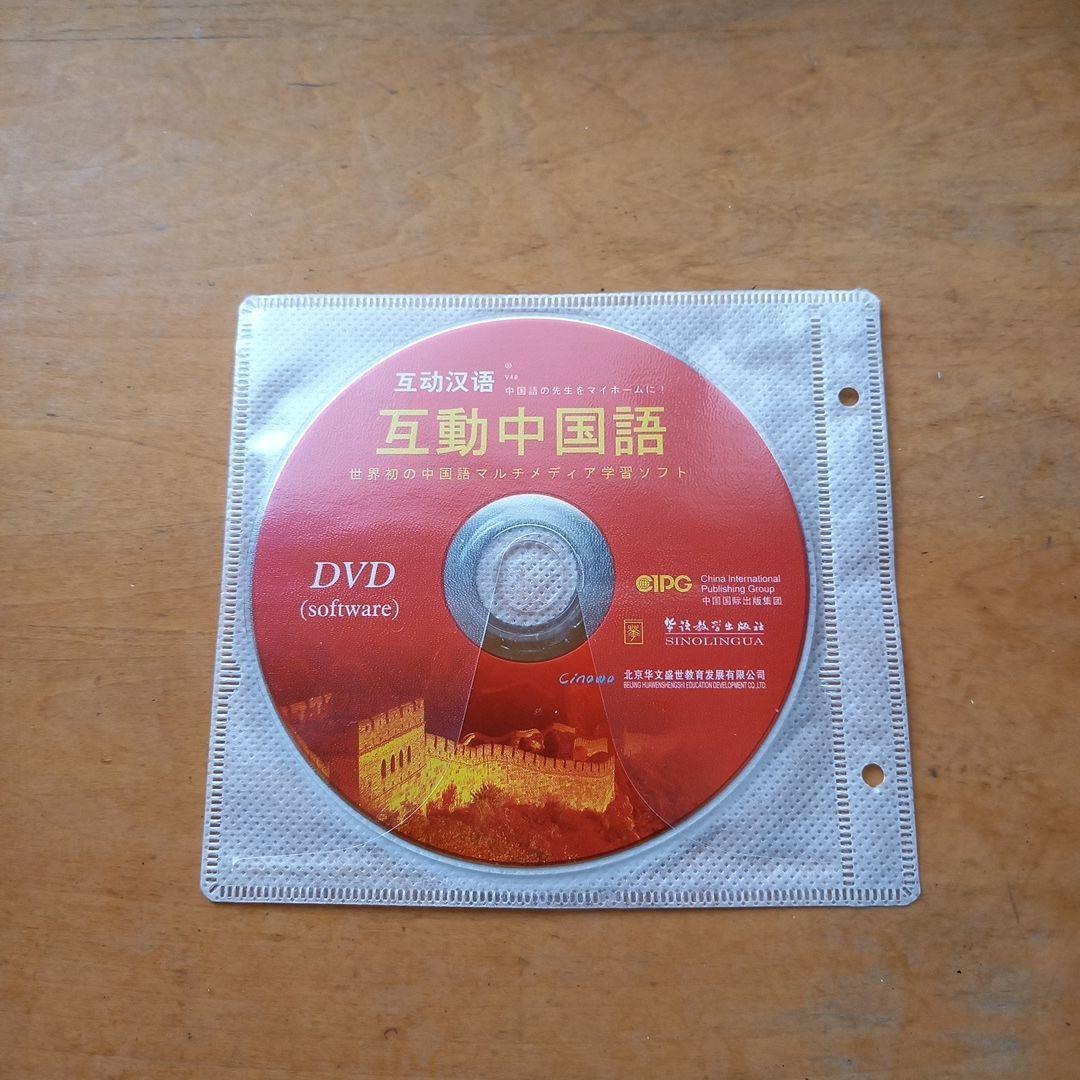 互动汉语 ®
V4.0
中国語の先生をマイホームに！
互動中国語
世界初の中国語マルチメディア学習ソフト
DVD
(software)
CIPG
China International
Publishing Group
中国国际出版集团
华语教学出版社
SINOLINGUA
Cinowo
北京华文盛世教育发展有限公司
BEIJING HUAWENSHENGSHI EDUCATION DEVELOPMENT CO.,LTD.